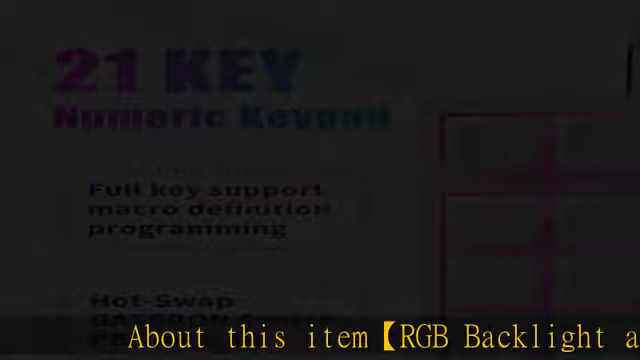 21 KEY
Numeric Keypad
Full key support
macro definition
programming
Hot-Swap
About this item【RGB Backlight a